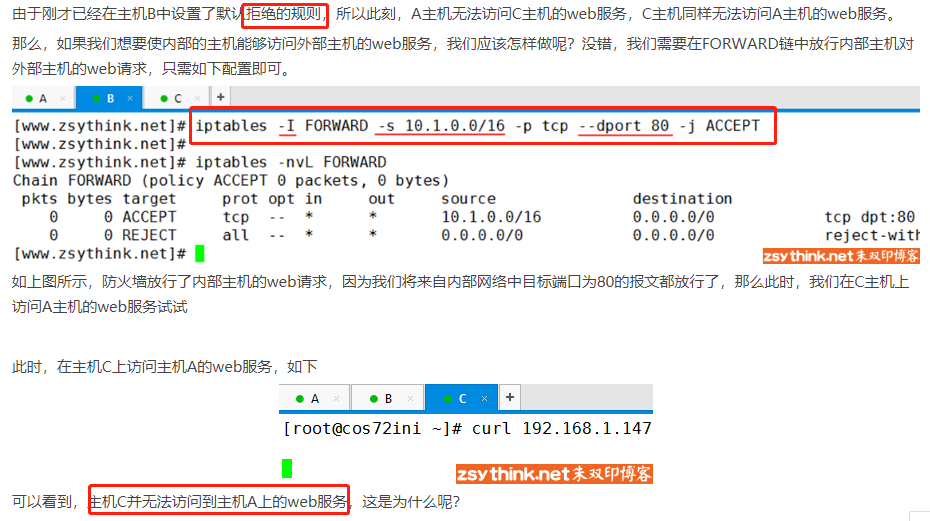 由于刚才已经在主机B中设置了默认拒绝的规则，所以此刻，A主机无法访问C主机的web服务，C主机同样无法访问A主机的web服务。
那么，如果我们想要使内部的主机能够访问外部主机的web服务，我们应该怎样做呢？没错，我们需要在FORWARD链中放行内部主机对
外部主机的web请求，只需如下配置即可。
A × B × C × +
[www.zsythink.net]# iptables -I FORWARD -s 10.1.0.0/16 -p tcp --dport 80 -j ACCEPT
[www.zsythink.net]#
[www.zsythink.net]# iptables -nvL FORWARD
Chain FORWARD (policy ACCEPT 0 packets, 0 bytes)
pkts bytes target prot opt in out source destination
0 0 ACCEPT tcp -- * * 10.1.0.0/16 0.0.0.0/0 tcp dpt:80
0 0 REJECT all -- * * 0.0.0.0/0 0.0.0.0/0 reject-with
[www.zsythink.net]#
zsythink.net朱双印博客
如上图所示，防火墙放行了内部主机的web请求，因为我们将来自内部网络中目标端口为80的报文都放行了，那么此时，我们在C主机上
访问A主机的web服务试试
此时，在主机C上访问主机A的web服务，如下
A × B × C × +
[root@cos72ini ~]# curl 192.168.1.147
zsythink.net朱双印博客
可以看到，主机C并无法访问到主机A上的web服务，这是为什么呢？